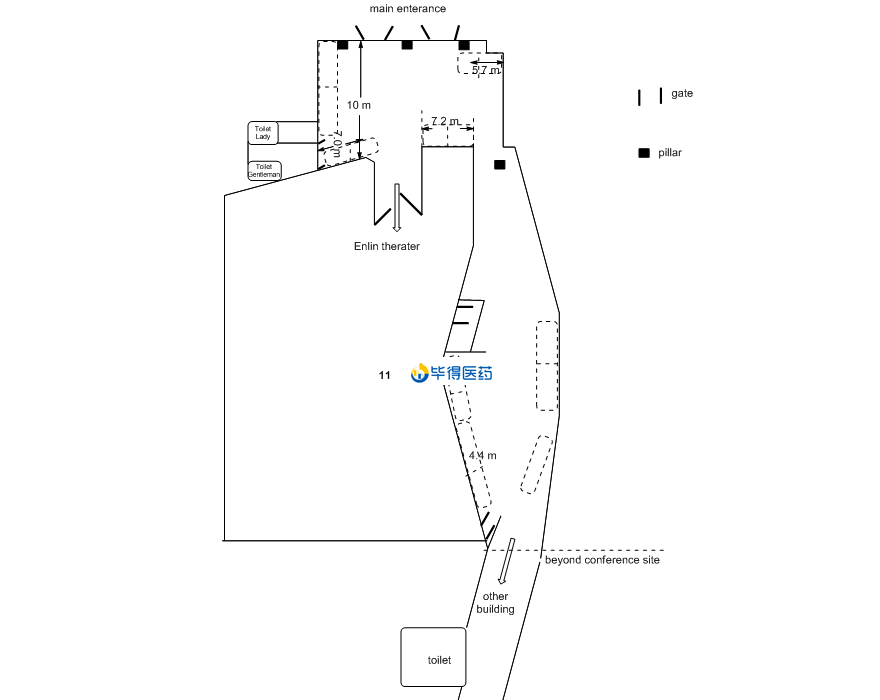 main enterance
5.7 m
gate
10 m
7.2 m
Toilet
Lady
7.0 m
pillar
Toilet
Gentleman
Enlin therater
11
毕得医药
4.4 m
beyond conference site
other
building
toilet